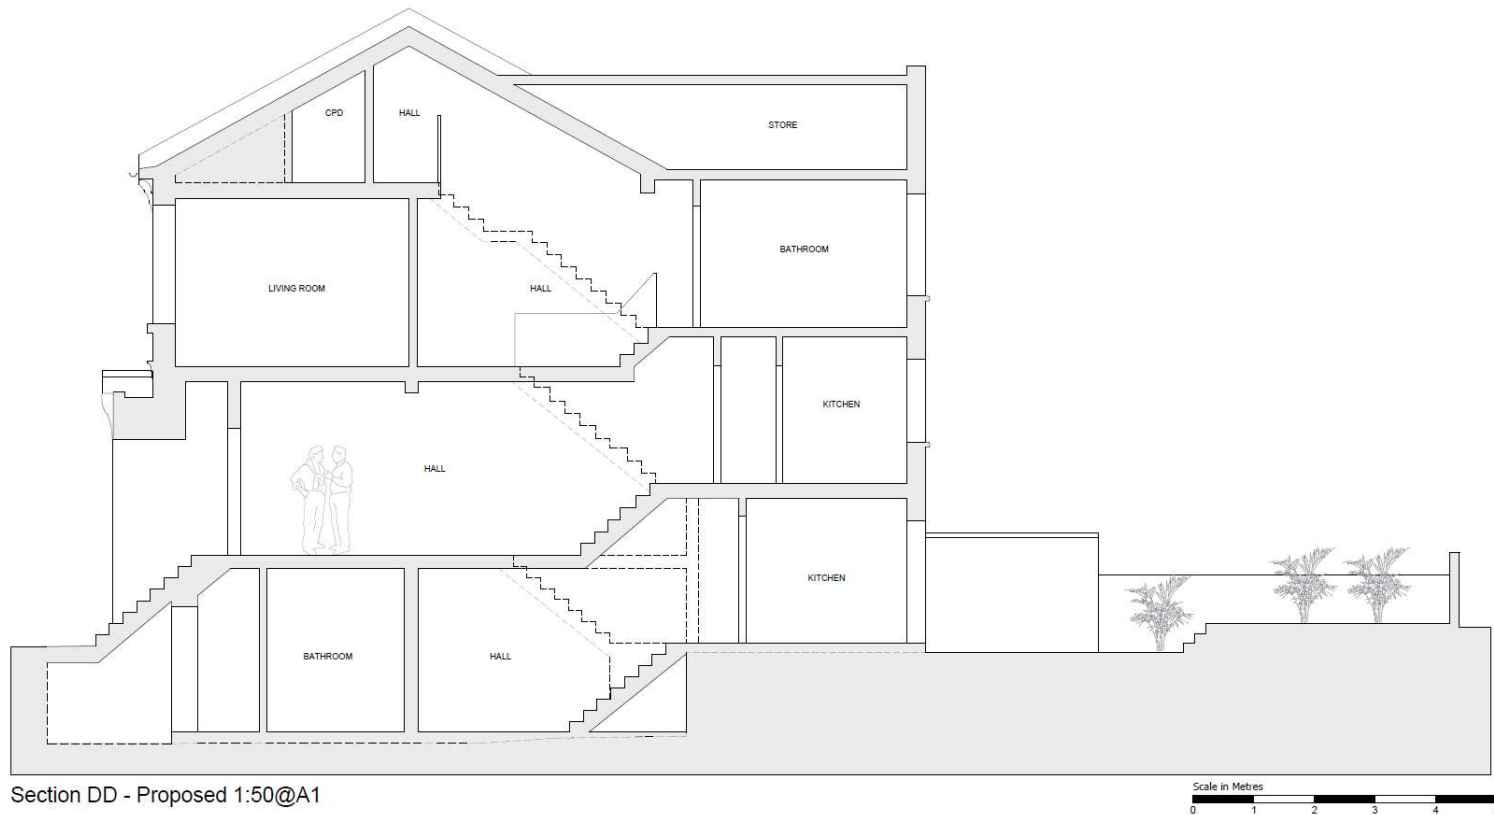 CPD
HALL
STORE
BATHROOM
LIVING ROOM
HALL
KITCHEN
HALL
KITCHEN
BATHROOM
HALL
Section DD - Proposed 1:50@A1
Scale in Metres
0 1 2 3 4